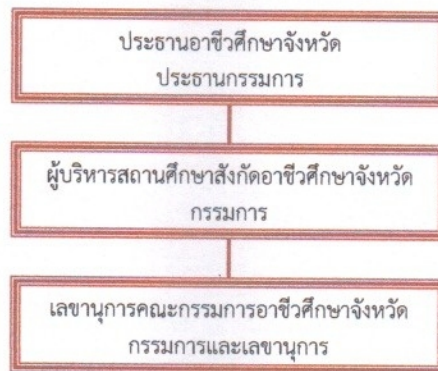 ประธานอาชีวศึกษาจังหวัด
ประธานกรรมการ
ผู้บริหารสถานศึกษาสังกัดอาชีวศึกษาจังหวัด
กรรมการ
เลขานุการคณะกรรมการอาชีวศึกษาจังหวัด
กรรมการและเลขานุการ